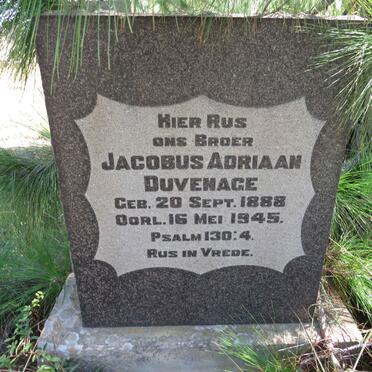 HIER RUS
ONS BROER
JACOBUS ADRIAAN
DUVENAGE
GEB. 20 SEPT. 1888
OORL. 16 MEI 1945.
PSALM 130:4.
RUS IN VREDE.